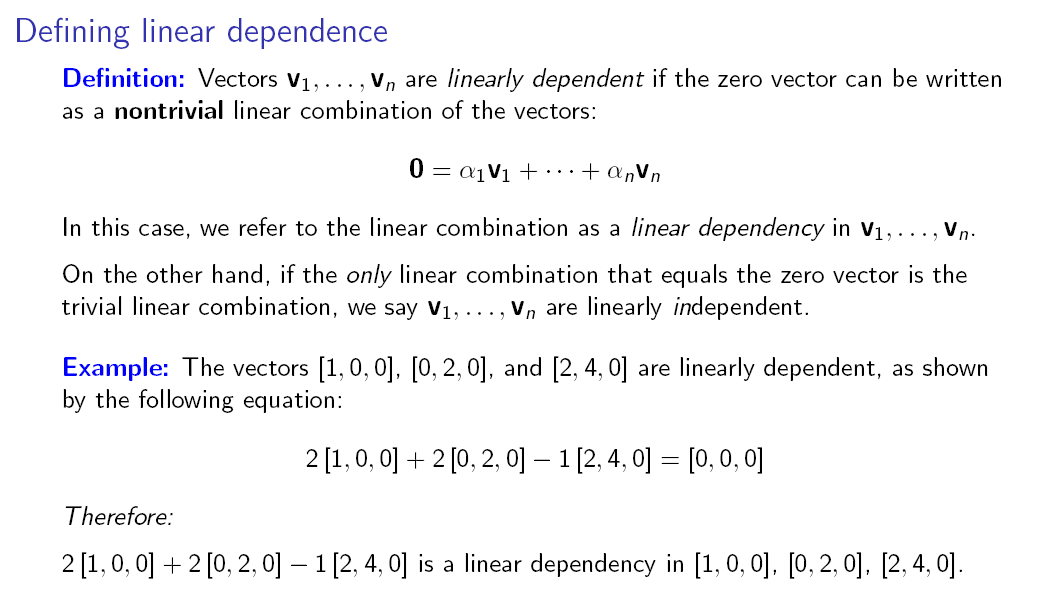 Defining linear dependence
Definition: Vectors v₁, . . . , vₙ are linearly dependent if the zero vector can be written
as a nontrivial linear combination of the vectors:
0 = α₁v₁ + · · · + αₙvₙ
In this case, we refer to the linear combination as a linear dependency in v₁, . . . , vₙ.
On the other hand, if the only linear combination that equals the zero vector is the
trivial linear combination, we say v₁, . . . , vₙ are linearly independent.
Example: The vectors [1, 0, 0], [0, 2, 0], and [2, 4, 0] are linearly dependent, as shown
by the following equation:
2 [1, 0, 0] + 2 [0, 2, 0] − 1 [2, 4, 0] = [0, 0, 0]
Therefore:
2 [1, 0, 0] + 2 [0, 2, 0] − 1 [2, 4, 0] is a linear dependency in [1, 0, 0], [0, 2, 0], [2, 4, 0].